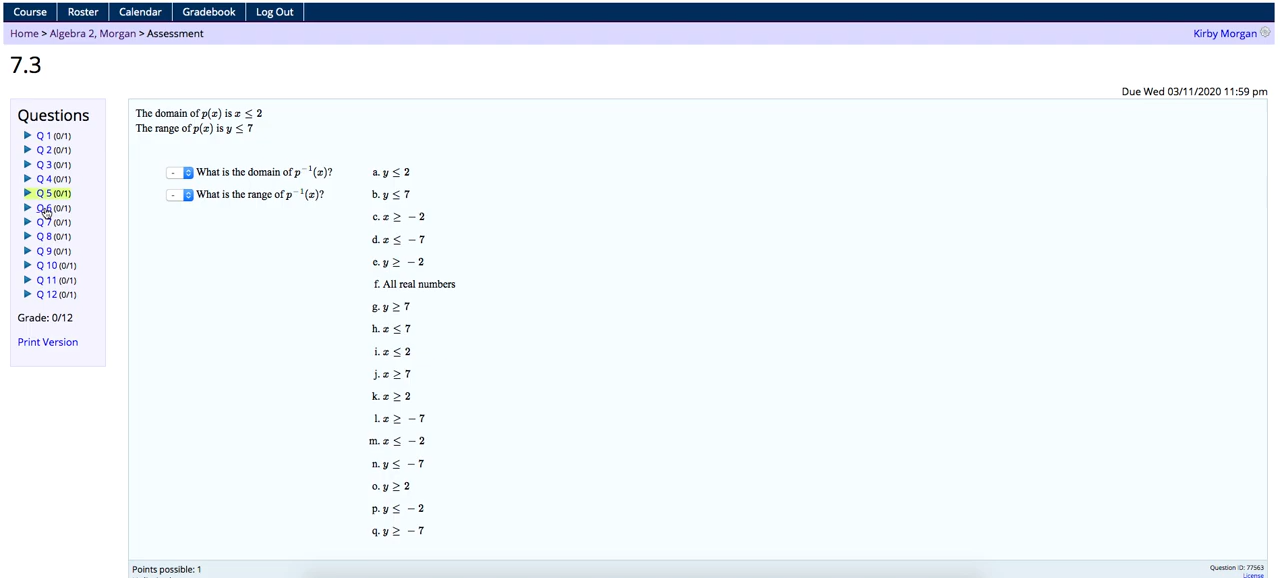 Course Roster Calendar Gradebook Log Out
Home > Algebra 2, Morgan > Assessment Kirby Morgan
7.3
Due Wed 03/11/2020 11:59 pm
Questions
Q 1 (0/1)
Q 2 (0/1)
Q 3 (0/1)
Q 4 (0/1)
Q 5 (0/1)
Q 6 (0/1)
Q 7 (0/1)
Q 8 (0/1)
Q 9 (0/1)
Q 10 (0/1)
Q 11 (0/1)
Q 12 (0/1)
Grade: 0/12
Print Version
The domain of p(x) is x ≤ 2
The range of p(x) is y ≤ 7
- What is the domain of p⁻¹(x)?
- What is the range of p⁻¹(x)?
a. y ≤ 2
b. y ≤ 7
c. x ≥ − 2
d. x ≤ − 7
e. y ≥ − 2
f. All real numbers
g. y ≥ 7
h. x ≤ 7
i. x ≤ 2
j. x ≥ 7
k. x ≥ 2
l. x ≥ − 7
m. x ≤ − 2
n. y ≤ − 7
o. y ≥ 2
p. y ≤ − 2
q. y ≥ − 7
Points possible: 1
Question ID: 77563
License